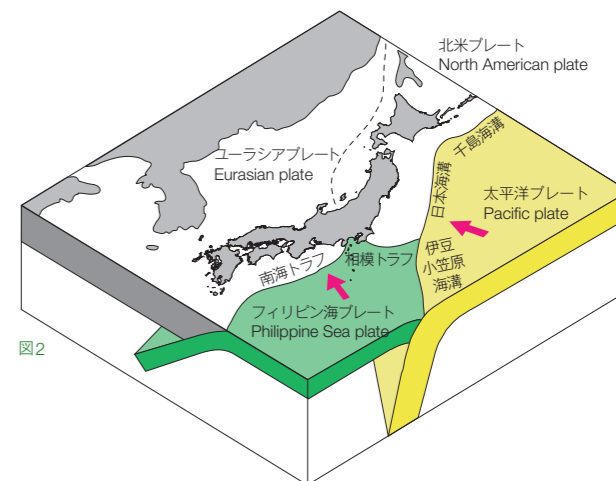 北米プレート
North American plate
千島海溝
ユーラシアプレート
Eurasian plate
日本海溝
太平洋プレート
Pacific plate
伊豆
小笠原
海溝
相模トラフ
南海トラフ
フィリピン海プレート
Philippine Sea plate
図2